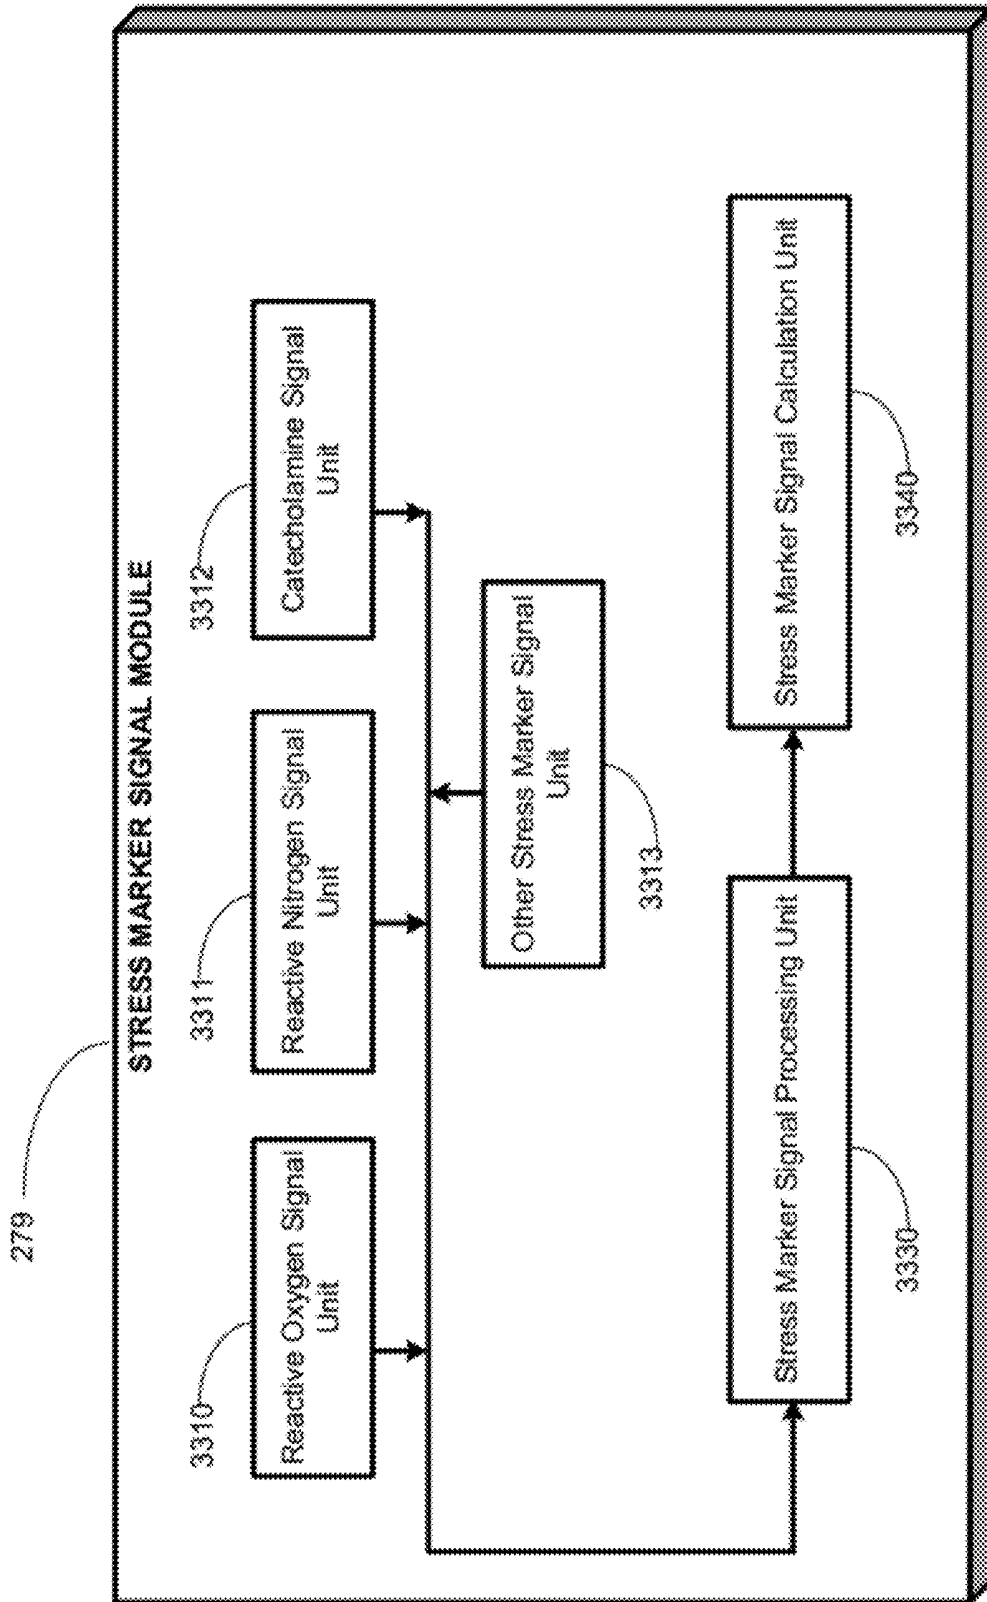 279
STRESS MARKER SIGNAL MODULE
3310
Reactive Oxygen Signal
Unit
3311
Reactive Nitrogen Signal
Unit
3312
Catecholamine Signal
Unit
Other Stress Marker Signal
Unit
3313
Stress Marker Signal Processing Unit
3330
Stress Marker Signal Calculation Unit
3340